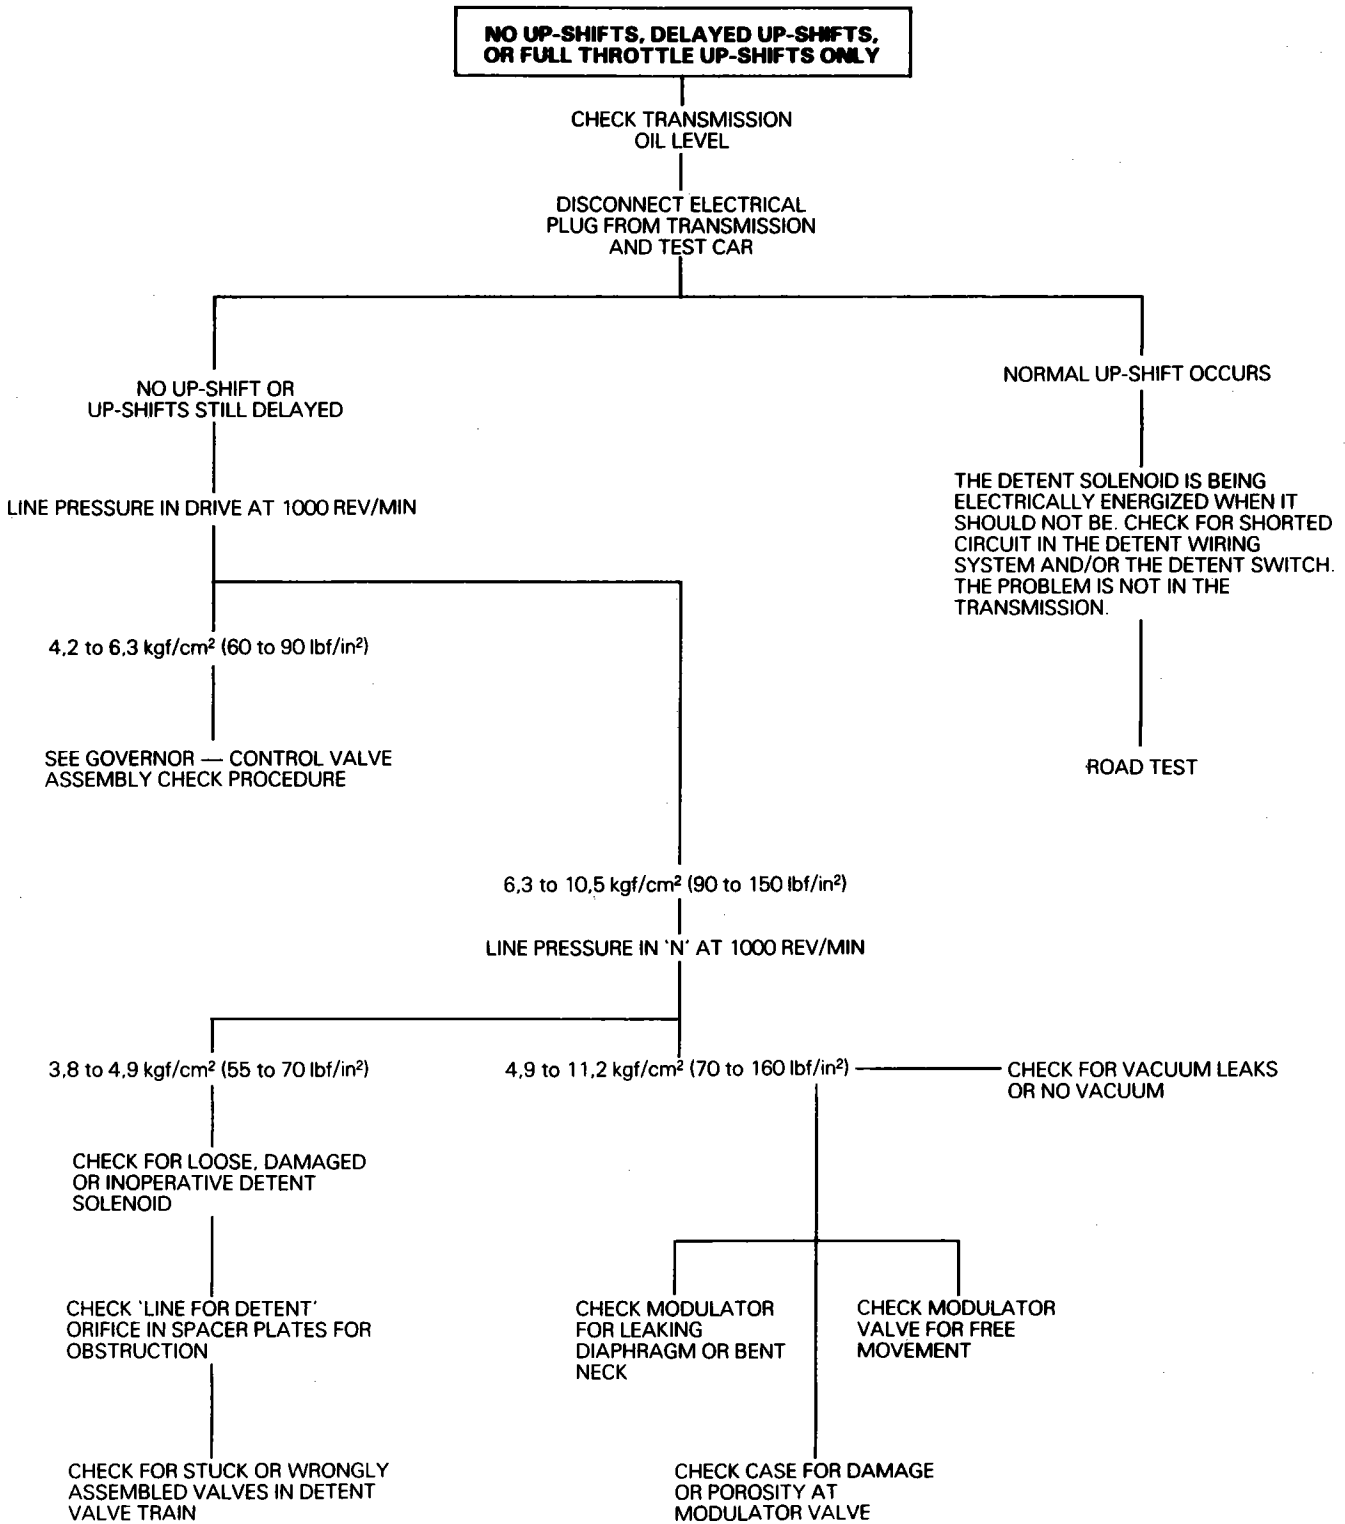 NO UP-SHIFTS, DELAYED UP-SHIFTS,
OR FULL THROTTLE UP-SHIFTS ONLY
CHECK TRANSMISSION
OIL LEVEL
DISCONNECT ELECTRICAL
PLUG FROM TRANSMISSION
AND TEST CAR
NO UP-SHIFT OR
UP-SHIFTS STILL DELAYED
NORMAL UP-SHIFT OCCURS
LINE PRESSURE IN DRIVE AT 1000 REV/MIN
THE DETENT SOLENOID IS BEING
ELECTRICALLY ENERGIZED WHEN IT
SHOULD NOT BE. CHECK FOR SHORTED
CIRCUIT IN THE DETENT WIRING
SYSTEM AND/OR THE DETENT SWITCH.
THE PROBLEM IS NOT IN THE
TRANSMISSION.
4,2 to 6,3 kgf/cm² (60 to 90 lbf/in²)
SEE GOVERNOR — CONTROL VALVE
ASSEMBLY CHECK PROCEDURE
ROAD TEST
6,3 to 10,5 kgf/cm² (90 to 150 lbf/in²)
LINE PRESSURE IN 'N' AT 1000 REV/MIN
3,8 to 4,9 kgf/cm² (55 to 70 lbf/in²)
4,9 to 11,2 kgf/cm² (70 to 160 lbf/in²)
CHECK FOR VACUUM LEAKS
OR NO VACUUM
CHECK FOR LOOSE, DAMAGED
OR INOPERATIVE DETENT
SOLENOID
CHECK 'LINE FOR DETENT'
ORIFICE IN SPACER PLATES FOR
OBSTRUCTION
CHECK MODULATOR
FOR LEAKING
DIAPHRAGM OR BENT
NECK
CHECK MODULATOR
VALVE FOR FREE
MOVEMENT
CHECK FOR STUCK OR WRONGLY
ASSEMBLED VALVES IN DETENT
VALVE TRAIN
CHECK CASE FOR DAMAGE
OR POROSITY AT
MODULATOR VALVE